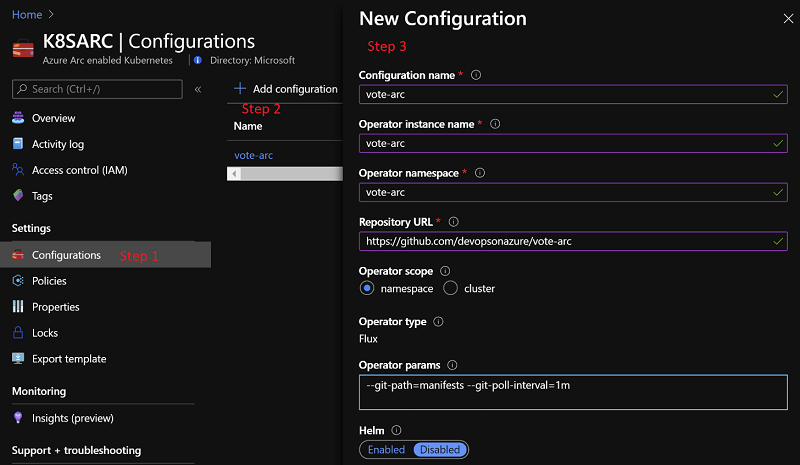 Home
K8SARC | Configurations
Azure Arc enabled Kubernetes
Directory: Microsoft
Search (Ctrl+/)
Overview
Activity log
Access control (IAM)
Tags
Settings
Configurations Step 1
Policies
Properties
Locks
Export template
Monitoring
Insights (preview)
Support + troubleshooting
Add configuration
Step 2
Name
vote-arc
New Configuration
Step 3
Configuration name *
vote-arc
Operator instance name *
vote-arc
Operator namespace *
vote-arc
Repository URL *
https://github.com/devopsonazure/vote-arc
Operator scope
namespace cluster
Operator type
Flux
Operator params
--git-path=manifests --git-poll-interval=1m
Helm
Enabled Disabled